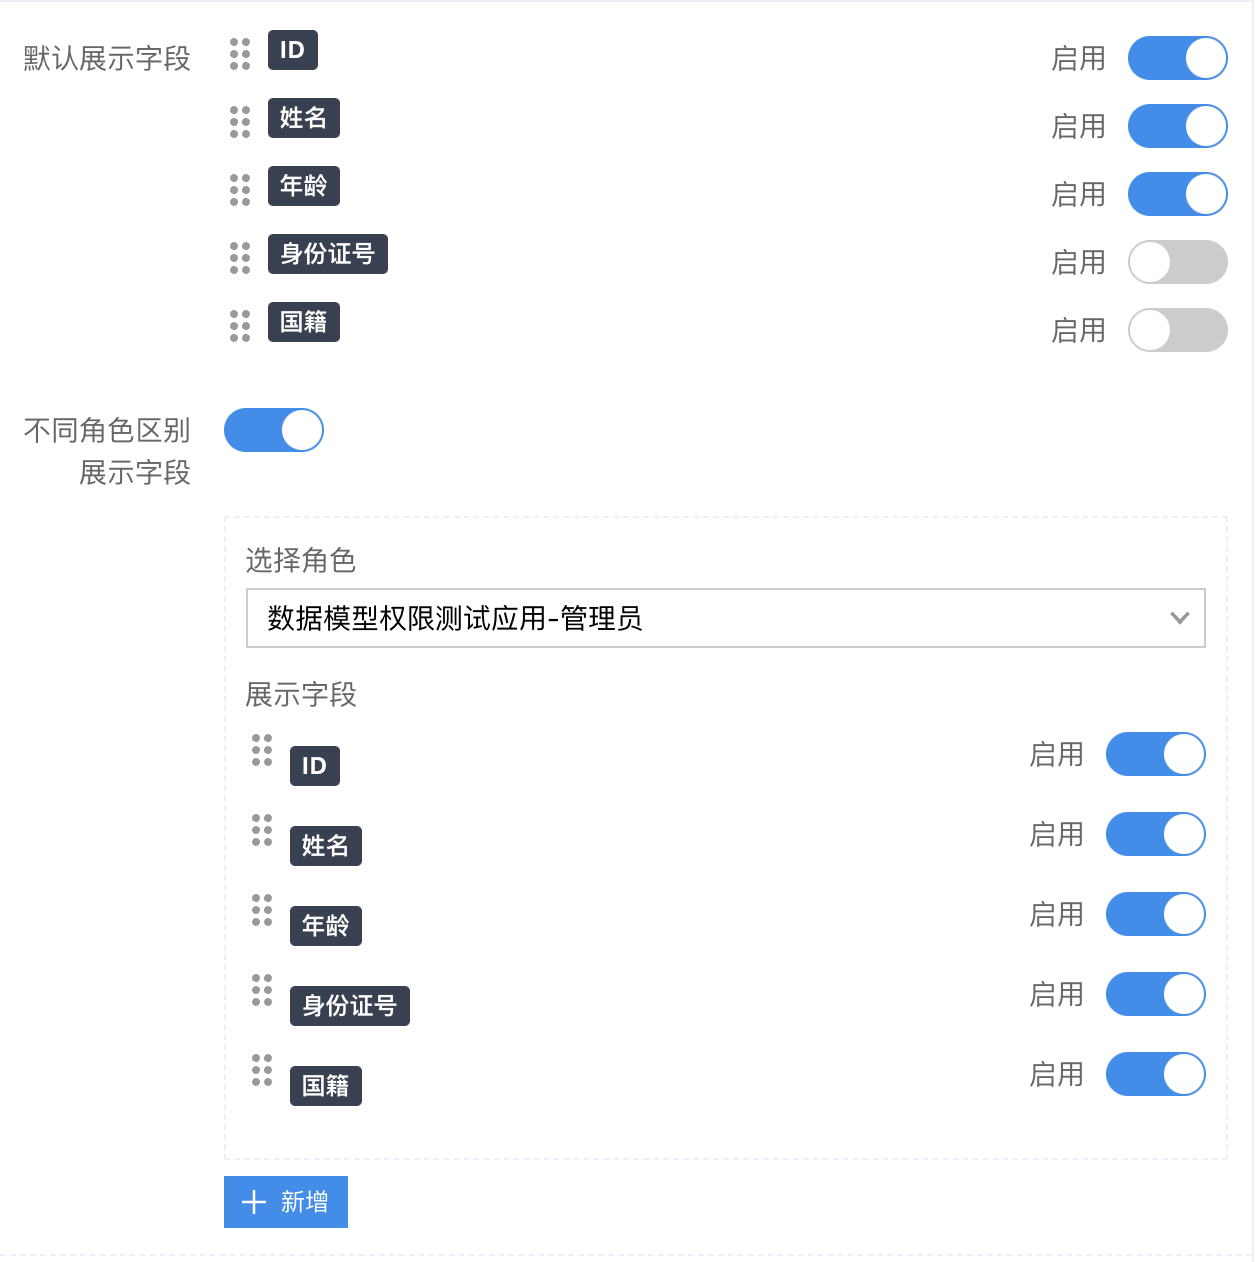 默认展示字段
ID
启用
姓名
启用
年龄
启用
身份证号
启用
国籍
启用
不同角色区别
展示字段
选择角色
数据模型权限测试应用-管理员
展示字段
ID
启用
姓名
启用
年龄
启用
身份证号
启用
国籍
启用
新增